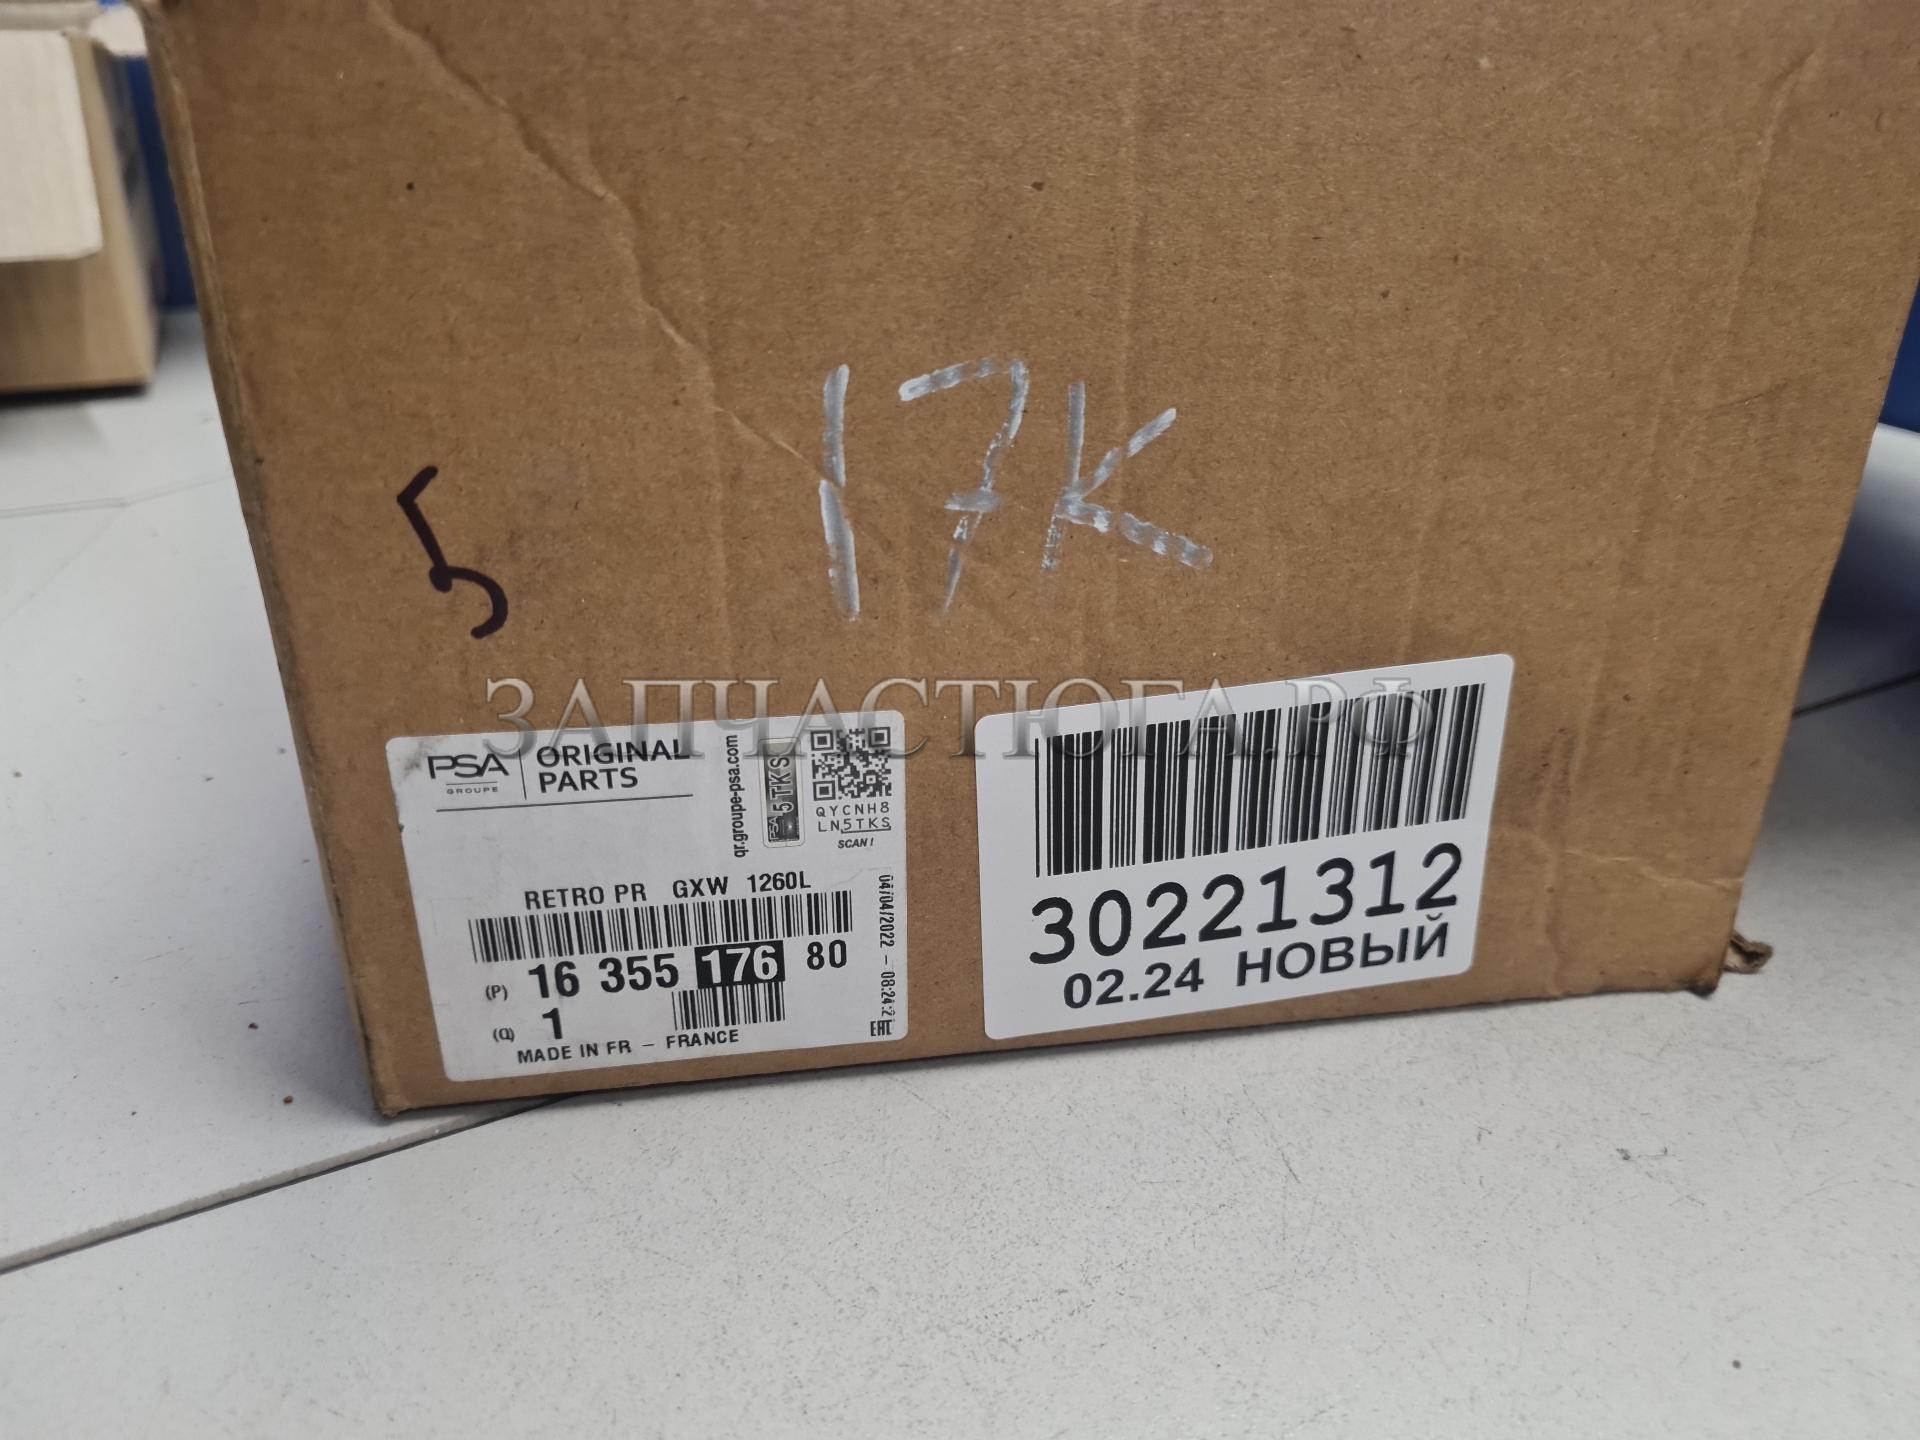 17K
5
ЗАПЧАСТЮГА.РФ
PSA
GROUPE
ORIGINAL
PARTS
qr.groupe-psa.com
PSA 5TKS
QYCNH8
LN5TKS
SCAN!
RETRO PR GXW 1260L
(P) 16 355 176 80
(Q) 1
MADE IN FR - FRANCE
04/04/2022 - 08:24:2
EAC
30221312
02.24 НОВЫЙ